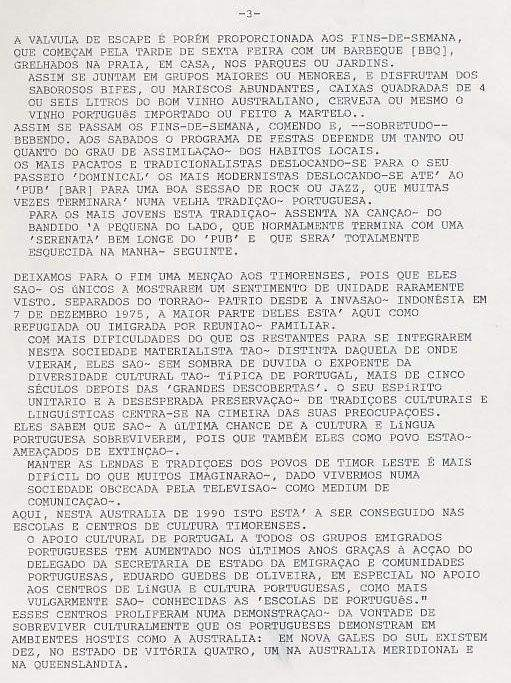 -3-
A VALVULA DE ESCAPE É PORÉM PROPORCIONADA AOS FINS-DE-SEMANA,
QUE COMEÇAM PELA TARDE DE SEXTA FEIRA COM UM BARBEQUE [BBQ],
GRELHADOS NA PRAIA, EM CASA, NOS PARQUES OU JARDINS.
ASSIM SE JUNTAM EM GRUPOS MAIORES OU MENORES, E DISFRUTAM DOS
SABOROSOS BIFES, OU MARISCOS ABUNDANTES, CAIXAS QUADRADAS DE 4
OU SEIS LITROS DO BOM VINHO AUSTRALIANO, CERVEJA OU MESMO O
VINHO PORTUGUêS IMPORTADO OU FEITO A MARTELO..
ASSIM SE PASSAM OS FINS-DE-SEMANA, COMENDO E, --SOBRETUDO--
BEBENDO. AOS SABADOS O PROGRAMA DE FESTAS DEPENDE UM TANTO OU
QUANTO DO GRAU DE ASSIMILAÇAO~ DOS HABITOS LOCAIS.
OS MAIS PACATOS E TRADICIONALISTAS DESLOCANDO-SE PARA O SEU
PASSEIO 'DOMINICAL' OS MAIS MODERNISTAS DESLOCANDO-SE ATE' AO
'PUB' [BAR] PARA UMA BOA SESSAO DE ROCK OU JAZZ, QUE MUITAS
VEZES TERMINARA' NUMA VELHA TRADIÇAO~ PORTUGUESA.
PARA OS MAIS JOVENS ESTA TRADIÇAO~ ASSENTA NA CANÇAO~ DO
BANDIDO 'A PEQUENA DO LADO, QUE NORMALMENTE TERMINA COM UMA
'SERENATA' BEM LONGE DO 'PUB' E QUE SERA' TOTALMENTE
ESQUECIDA NA MANHA~ SEGUINTE.
DEIXAMOS PARA O FIM UMA MENÇAO AOS TIMORENSES, POIS QUE ELES
SAO~ OS úNICOS A MOSTRAREM UM SENTIMENTO DE UNIDADE RARAMENTE
VISTO. SEPARADOS DO TORRAO~ PATRIO DESDE A INVASAO~ INDONÉSIA EM
7 DE DEZEMBRO 1975, A MAIOR PARTE DELES ESTA' AQUI COMO
REFUGIADA OU IMIGRADA POR REUNIAO~ FAMILIAR.
COM MAIS DIFICULDADES DO QUE OS RESTANTES PARA SE INTEGRAREM
NESTA SOCIEDADE MATERIALISTA TAO~ DISTINTA DAQUELA DE ONDE
VIERAM, ELES SAO~ SEM SOMBRA DE DUVIDA O EXPOENTE DA
DIVERSIDADE CULTURAL TAO~ TíPICA DE PORTUGAL, MAIS DE CINCO
SÉCULOS DEPOIS DAS 'GRANDES DESCOBERTAS'. O SEU ESPíRITO
UNITARIO E A DESESPERADA PRESERVAÇAO~ DE TRADIÇOES CULTURAIS E
LINGUíSTICAS CENTRA-SE NA CIMEIRA DAS SUAS PREOCUPAÇOES.
ELES SABEM QUE SAO~ A úLTIMA CHANCE DE A CULTURA E LíNGUA
PORTUGUESA SOBREVIVEREM, POIS QUE TAMBÉM ELES COMO POVO ESTAO~
AMEAÇADOS DE EXTINÇAO~.
MANTER AS LENDAS E TRADIÇOES DOS POVOS DE TIMOR LESTE É MAIS
DIFíCIL DO QUE MUITOS IMAGINARAO~, DADO VIVERMOS NUMA
SOCIEDADE OBCECADA PELA TELEVISAO~ COMO MEDIUM DE
COMUNICAÇAO~.
AQUI, NESTA AUSTRALIA DE 1990 ISTO ESTA' A SER CONSEGUIDO NAS
ESCOLAS E CENTROS DE CULTURA TIMORENSES.
O APOIO CULTURAL DE PORTUGAL A TODOS OS GRUPOS EMIGRADOS
PORTUGUESES TEM AUMENTADO NOS úLTIMOS ANOS GRAÇAS à ACÇAO DO
DELEGADO DA SECRETARIA DE ESTADO DA EMIGRAÇAO E COMUNIDADES
PORTUGUESAS, EDUARDO GUEDES DE OLIVEIRA, EM ESPECIAL NO APOIO
AOS CENTROS DE LíNGUA E CULTURA PORTUGUESAS, COMO MAIS
VULGARMENTE SAO~ CONHECIDAS AS 'ESCOLAS DE PORTUGUêS."
ESSES CENTROS PROLIFERAM NUMA DEMONSTRAÇAO~ DA VONTADE DE
SOBREVIVER CULTURALMENTE QUE OS PORTUGUESES DEMONSTRAM EM
AMBIENTES HOSTIS COMO A AUSTRALIA: EM NOVA GALES DO SUL EXISTEM
DEZ, NO ESTADO DE VITóRIA QUATRO, UM NA AUSTRALIA MERIDIONAL E
NA QUEENSLANDIA.